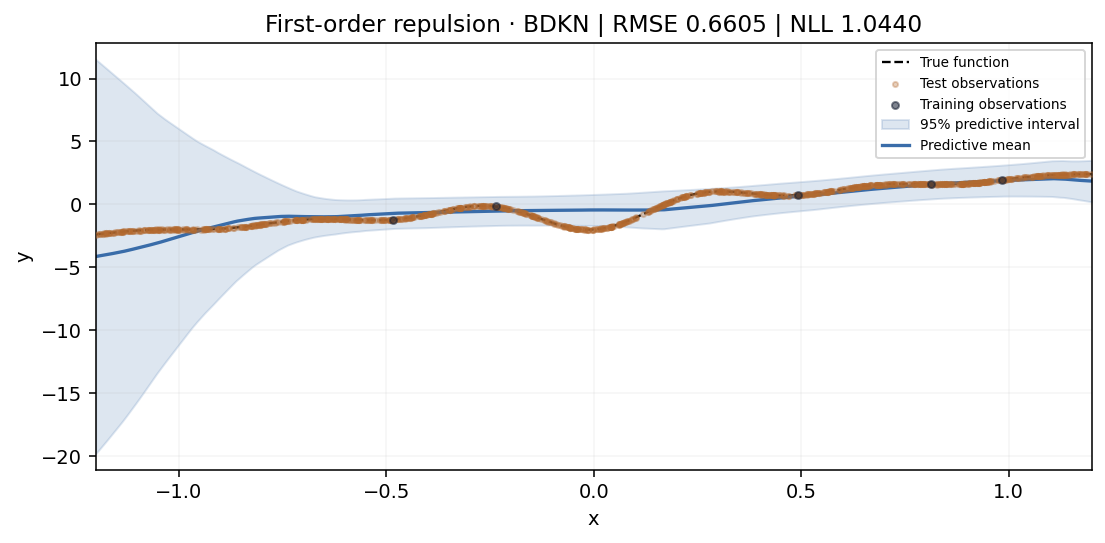 First-order repulsion · BDKN | RMSE 0.6605 | NLL 1.0440
True function
Test observations
Training observations
95% predictive interval
Predictive mean
10
5
0
−5
−10
−15
−20
y
−1.0
−0.5
0.0
0.5
1.0
x